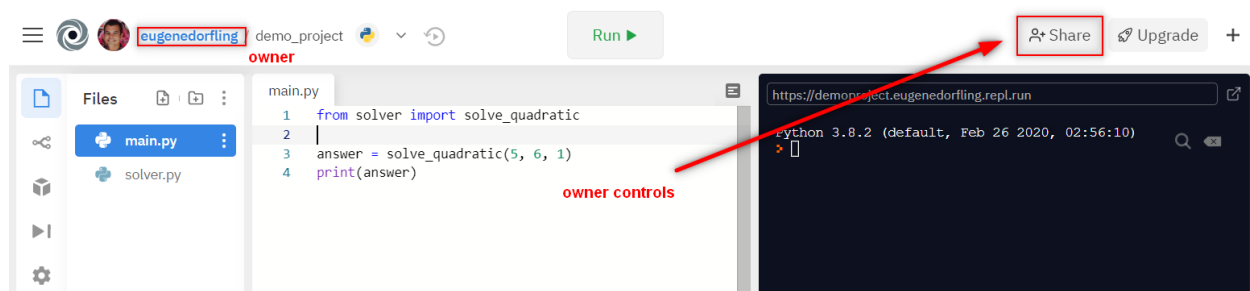 eugenedorfling / demo_project
Run
Share
Upgrade
owner
Files
main.py
solver.py
main.py
1 from solver import solve_quadratic
2
3 answer = solve_quadratic(5, 6, 1)
4 print(answer)
owner controls
https://demoproject.eugenedorfling.repl.run
Python 3.8.2 (default, Feb 26 2020, 02:56:10)
>